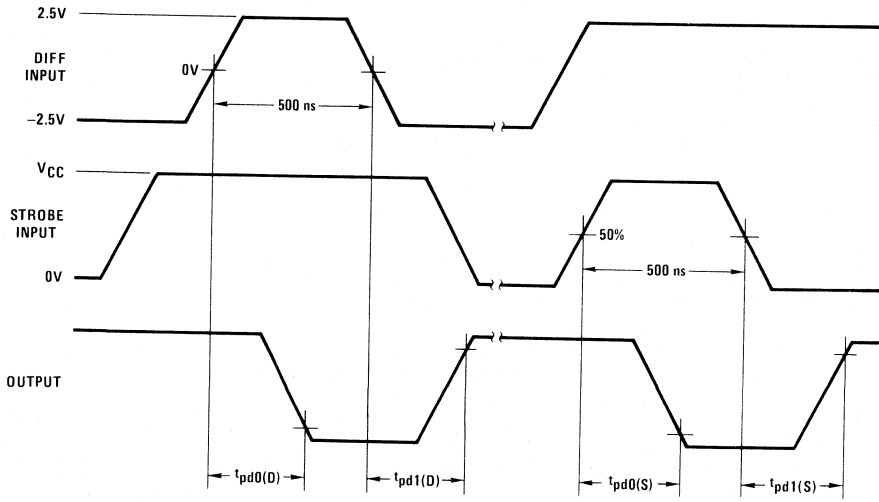 2.5V
DIFF
INPUT
0V
500 ns
−2.5V
VCC
STROBE
INPUT
50%
500 ns
0V
OUTPUT
tpd0(D)
tpd1(D)
tpd0(S)
tpd1(S)